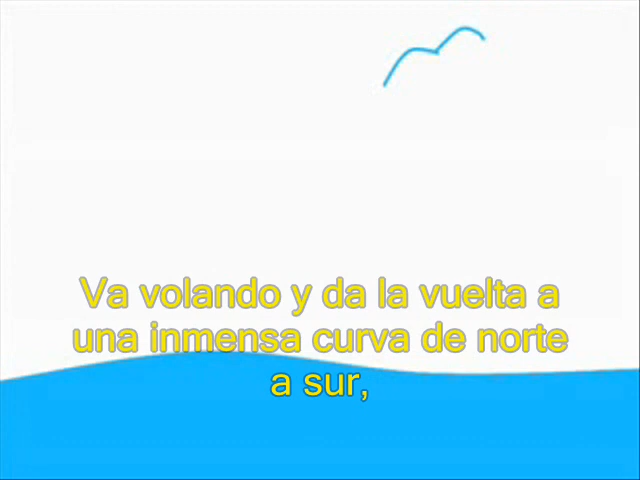 Va volando y da la vuelta a
una inmensa curva de norte
a sur,